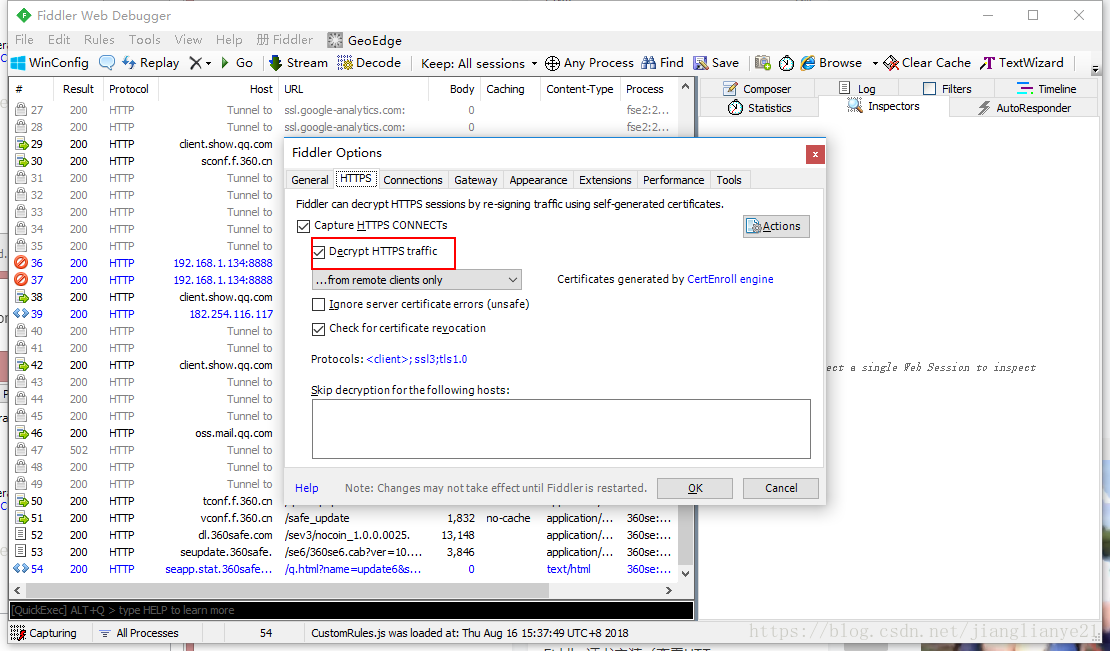 Fiddler Web Debugger
File Edit Rules Tools View Help 册 Fiddler GeoEdge
WinConfig Replay Go Stream Decode Keep: All sessions Any Process Find Save Browse Clear Cache TextWizard
# Result Protocol Host URL Body Caching Content-Type Process
27 200 HTTP Tunnel to ssl.google-analytics.com: 0 fse2:2...
28 200 HTTP Tunnel to ssl.google-analytics.com: 0 fse2:2...
29 200 HTTP client.show.qq.com
30 200 HTTP sconf.f.360.cn
31 200 HTTP Tunnel to
32 200 HTTP Tunnel to
33 200 HTTP Tunnel to
34 200 HTTP Tunnel to
35 200 HTTP Tunnel to
36 200 HTTP 192.168.1.134:8888
37 200 HTTP 192.168.1.134:8888
38 200 HTTP client.show.qq.com
39 200 HTTP 182.254.116.117
40 200 HTTP Tunnel to
41 200 HTTP Tunnel to
42 200 HTTP client.show.qq.com
43 200 HTTP Tunnel to
44 200 HTTP Tunnel to
45 200 HTTP Tunnel to
46 200 HTTP oss.mail.qq.com
47 502 HTTP Tunnel to
48 200 HTTP Tunnel to
49 200 HTTP Tunnel to
50 200 HTTP tconf.f.360.cn
51 200 HTTP vconf.f.360.cn /safe_update 1,832 no-cache application/... 360se:...
52 200 HTTP dl.360safe.com /sev3/nocoin_1.0.0.0025. 13,148 application/... 360se:...
53 200 HTTP seupdate.360safe. /se6/360se6.cab?ver=10.... 3,846 application/... 360se:...
54 200 HTTP seapp.stat.360safe... /q.html?name=update6&s... 0 text/html 360se:...
Composer Log Filters Timeline
Statistics Inspectors AutoResponder
ect a single Web Session to inspect
Fiddler Options
General HTTPS Connections Gateway Appearance Extensions Performance Tools
Fiddler can decrypt HTTPS sessions by re-signing traffic using self-generated certificates.
Capture HTTPS CONNECTs
Actions
Decrypt HTTPS traffic
...from remote clients only
Certificates generated by CertEnroll engine
Ignore server certificate errors (unsafe)
Check for certificate revocation
Protocols: <client>;ssl3;tls1.0
Skip decryption for the following hosts:
Help Note: Changes may not take effect until Fiddler is restarted. OK Cancel
[QuickExec] ALT+Q > type HELP to learn more
Capturing All Processes 54 CustomRules.js was loaded at: Thu Aug 16 15:37:49 UTC+8 2018
https://blog.csdn.net/jianglianye21